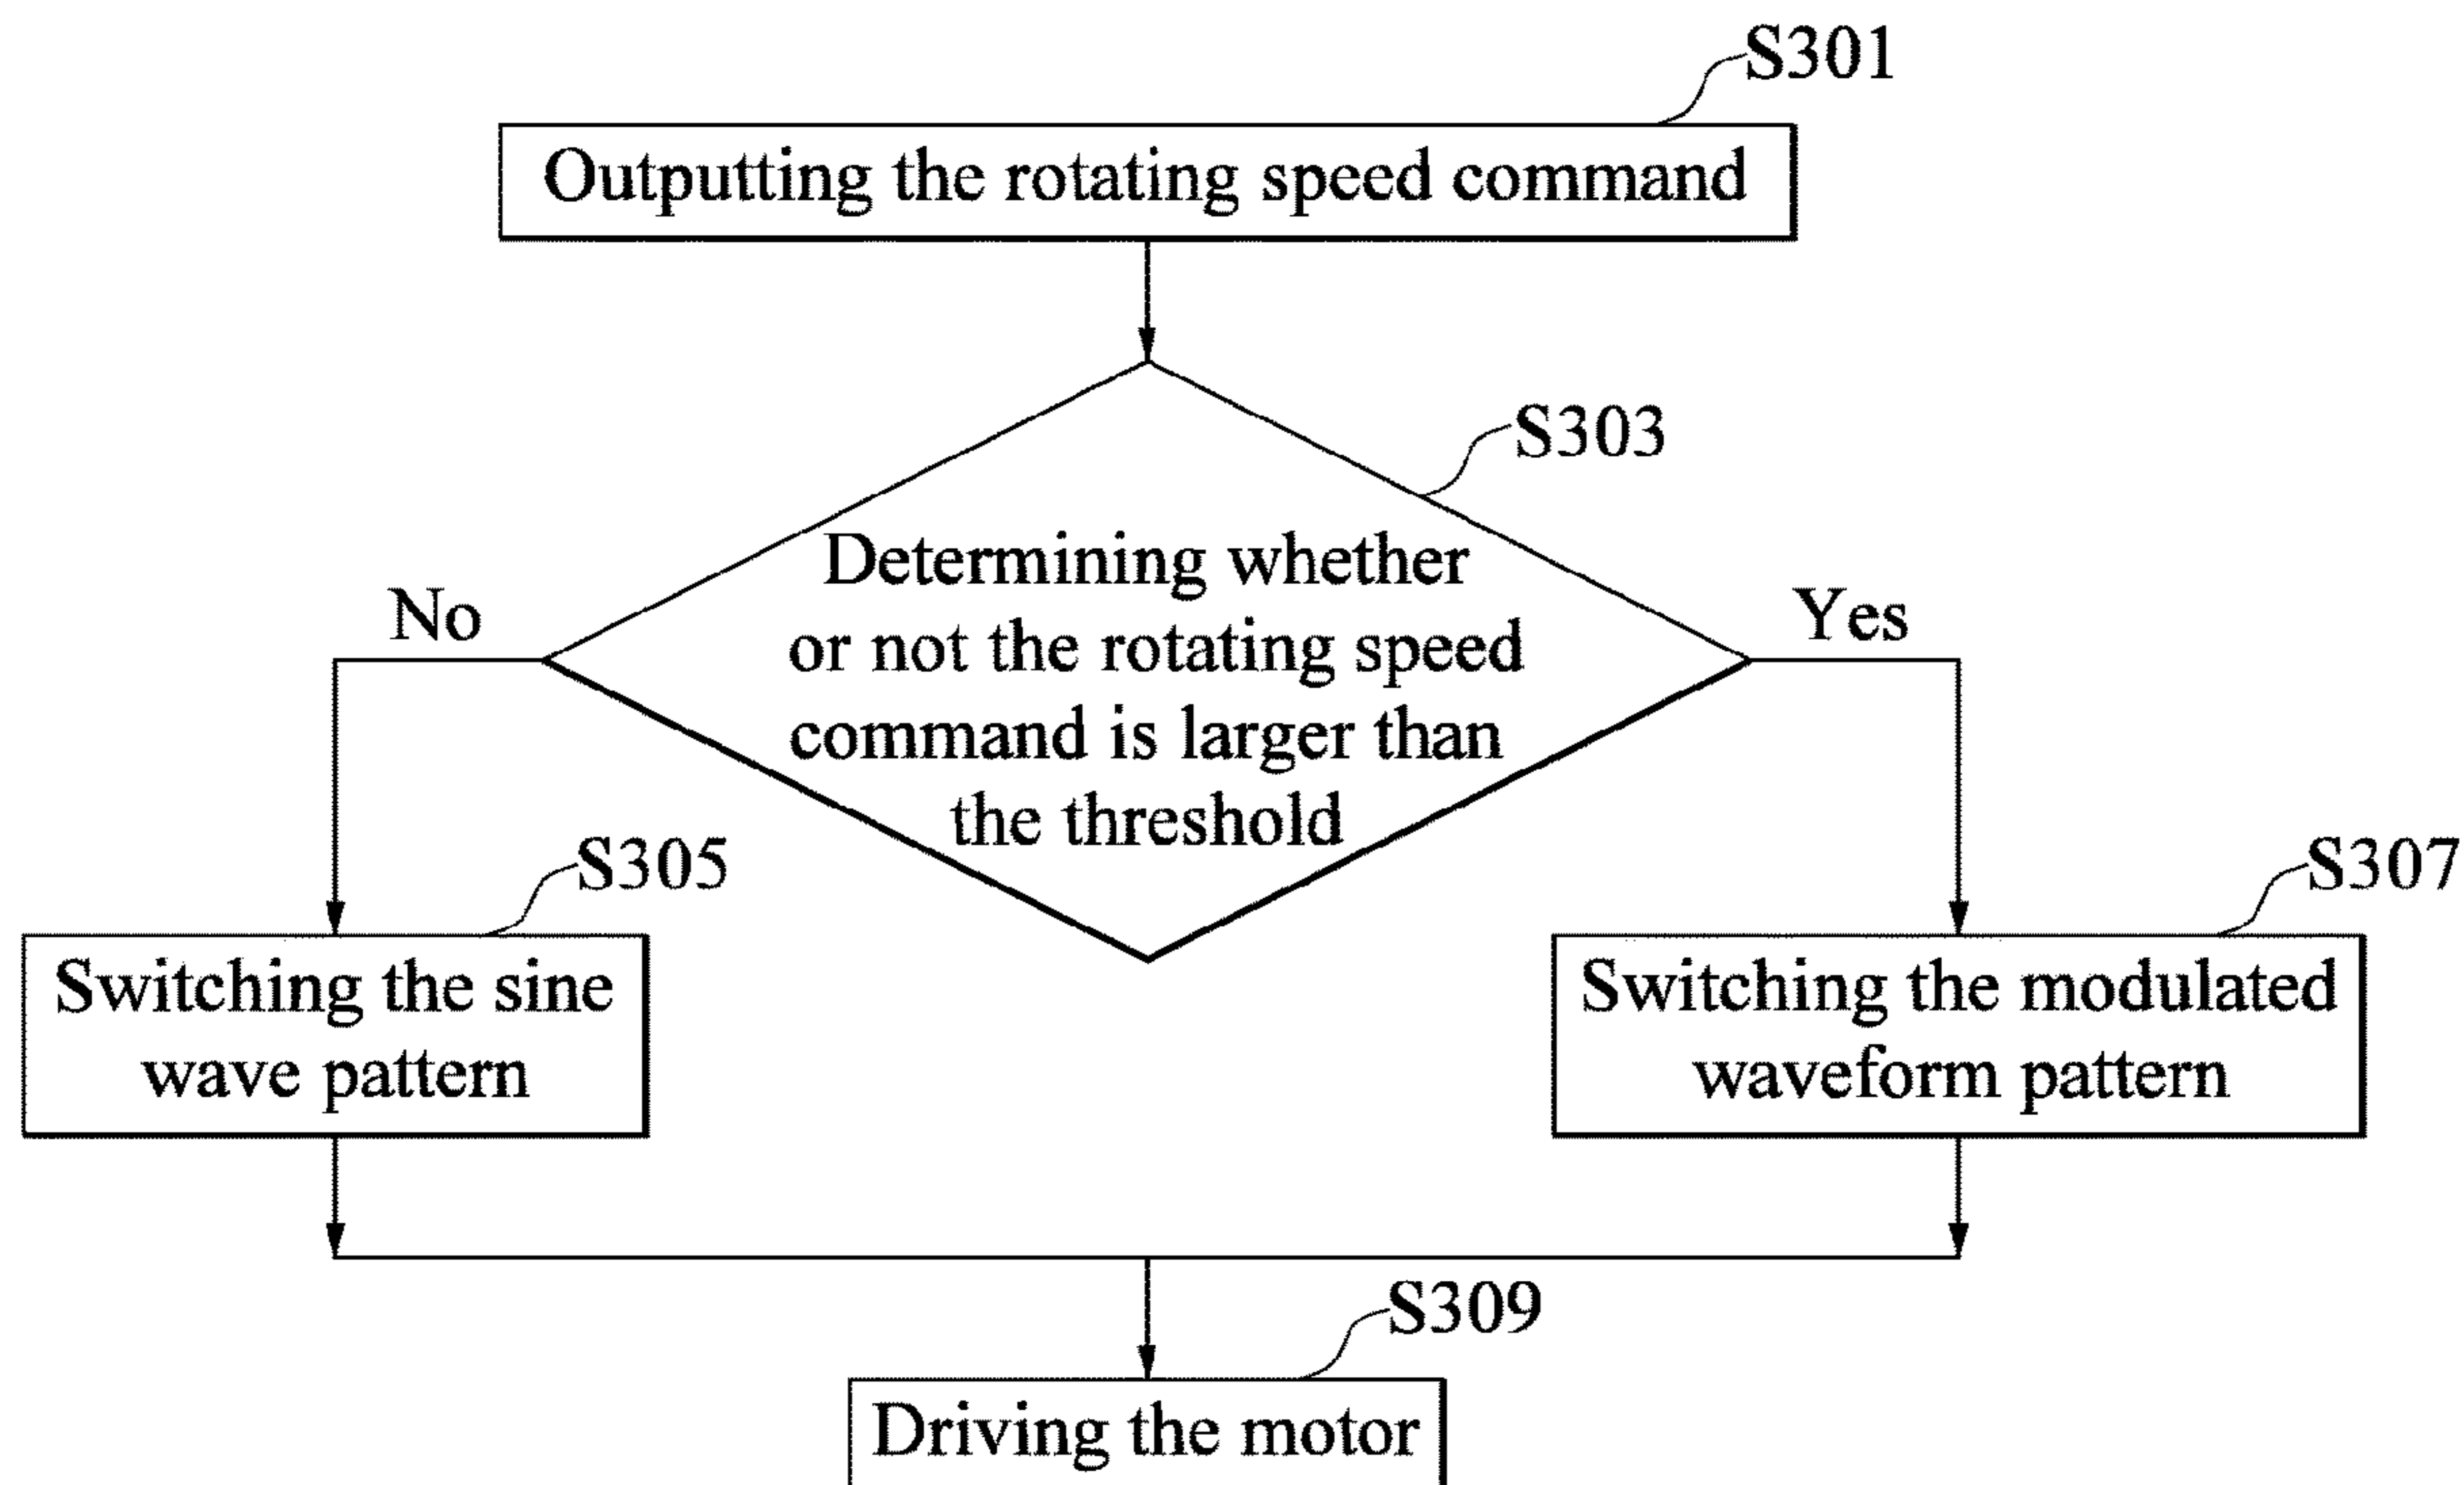 S301
Outputting the rotating speed command
S303
Determining whether
or not the rotating speed
command is larger than
the threshold
No
Yes
S305
Switching the sine
wave pattern
S307
Switching the modulated
waveform pattern
S309
Driving the motor